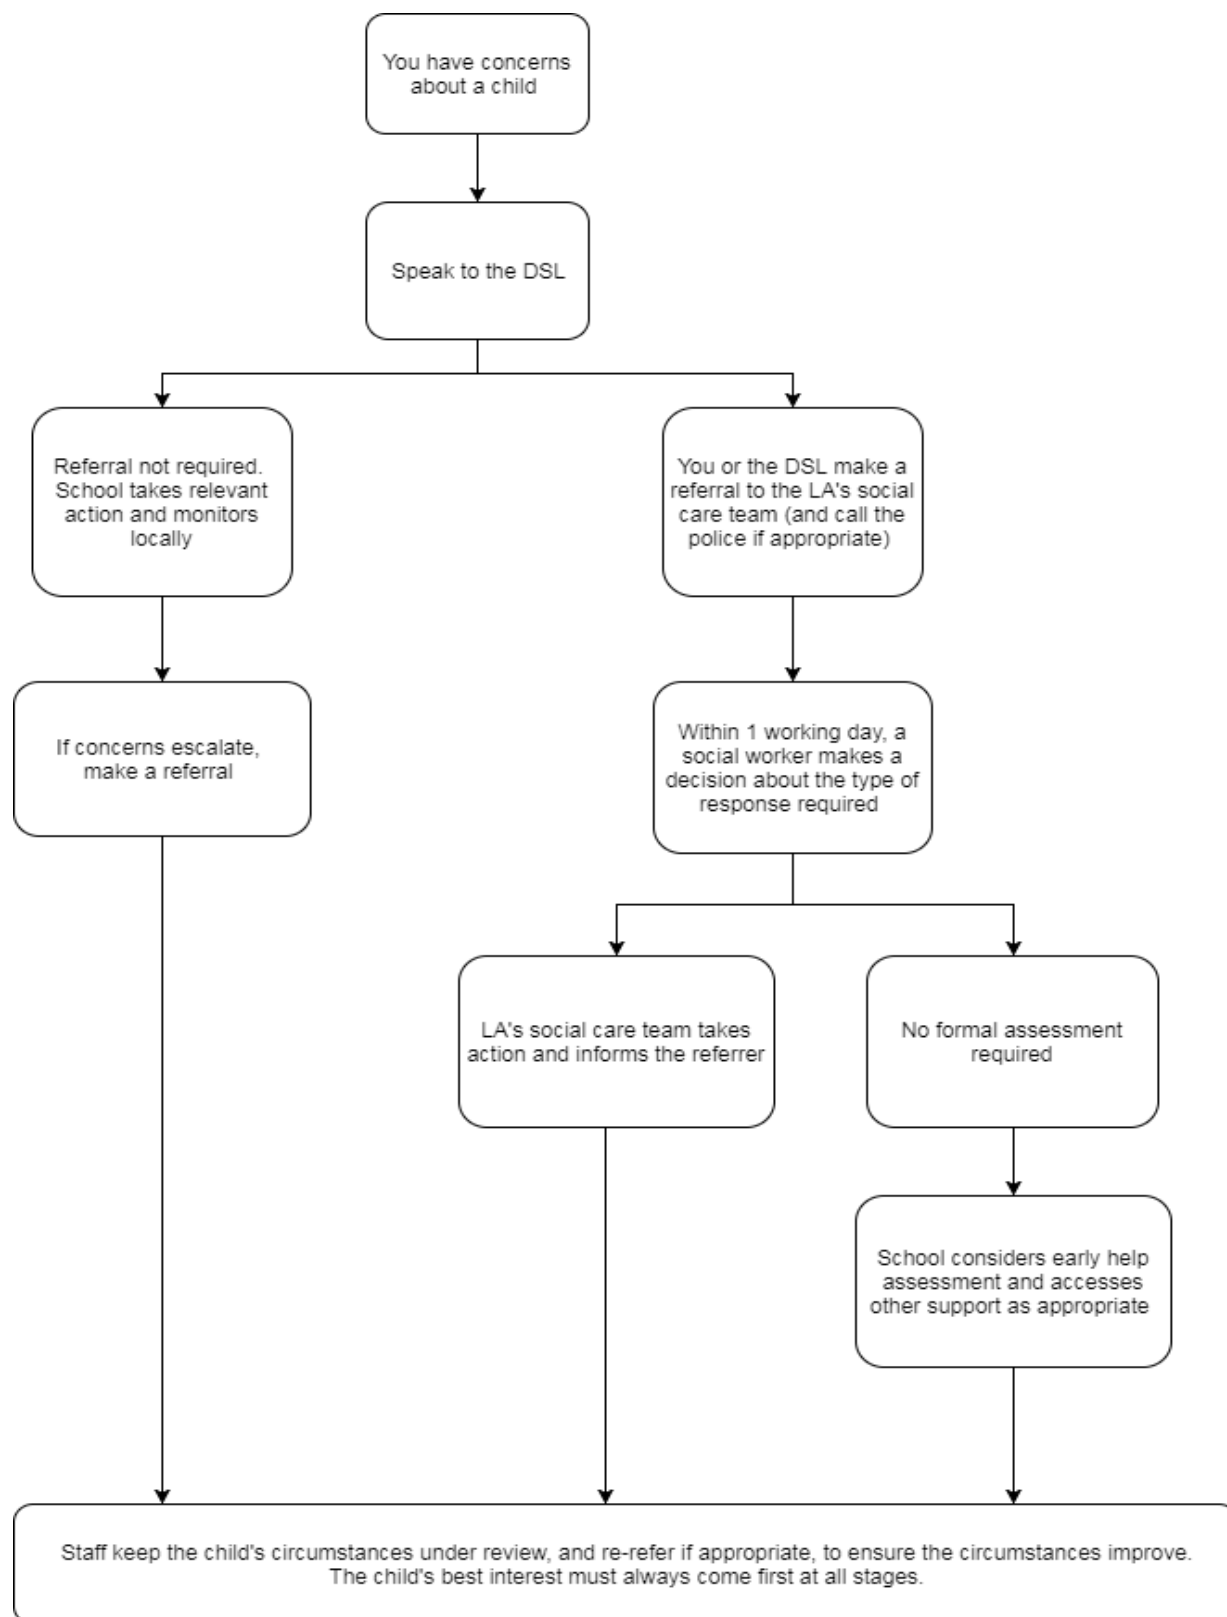 You have concerns
about a child
Speak to the DSL
Referral not required.
School takes relevant
action and monitors
locally
You or the DSL make a
referral to the LA's social
care team (and call the
police if appropriate)
If concerns escalate,
make a referral
Within 1 working day, a
social worker makes a
decision about the type of
response required
LA's social care team takes
action and informs the referrer
No formal assessment
required
School considers early help
assessment and accesses
other support as appropriate
Staff keep the child's circumstances under review, and re-refer if appropriate, to ensure the circumstances improve.
The child's best interest must always come first at all stages.